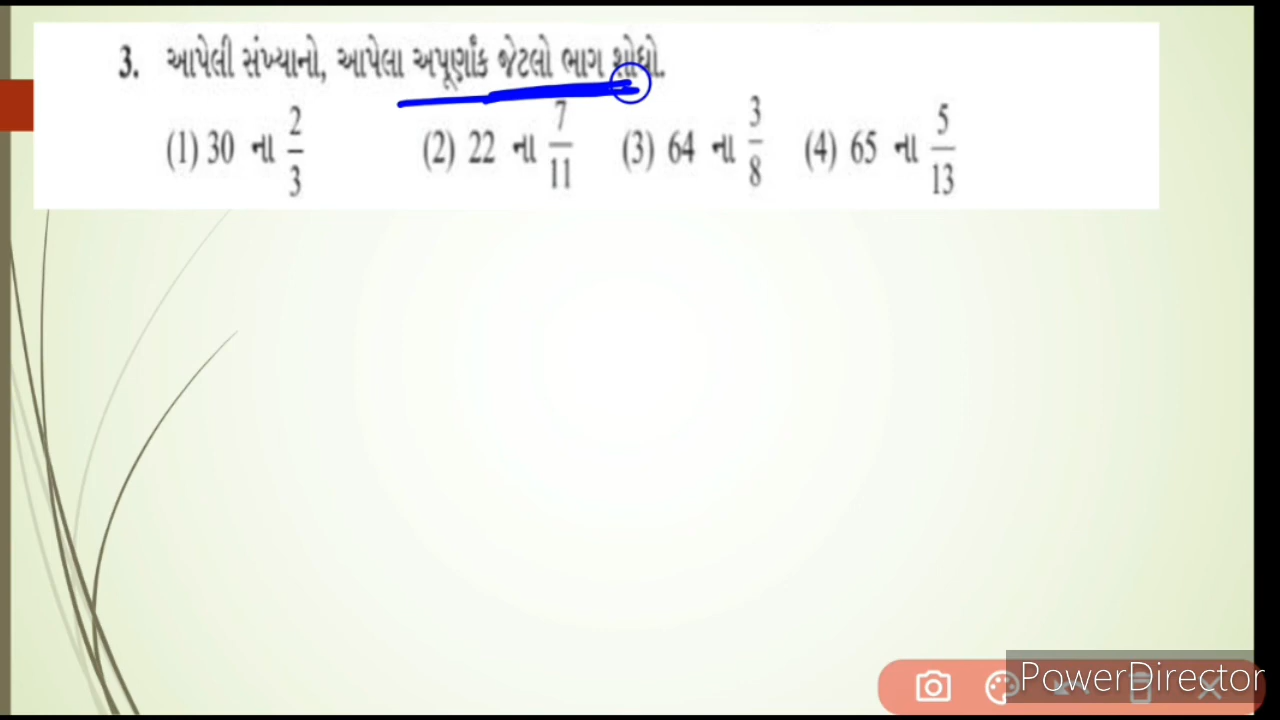 3. આપેલી સંખ્યાનો, આપેલા અપૂર્ણાંક જેટલો ભાગ શોધો.
(1) 30 ના 2/3 (2) 22 ના 7/11 (3) 64 ના 3/8 (4) 65 ના 5/13
PowerDirector